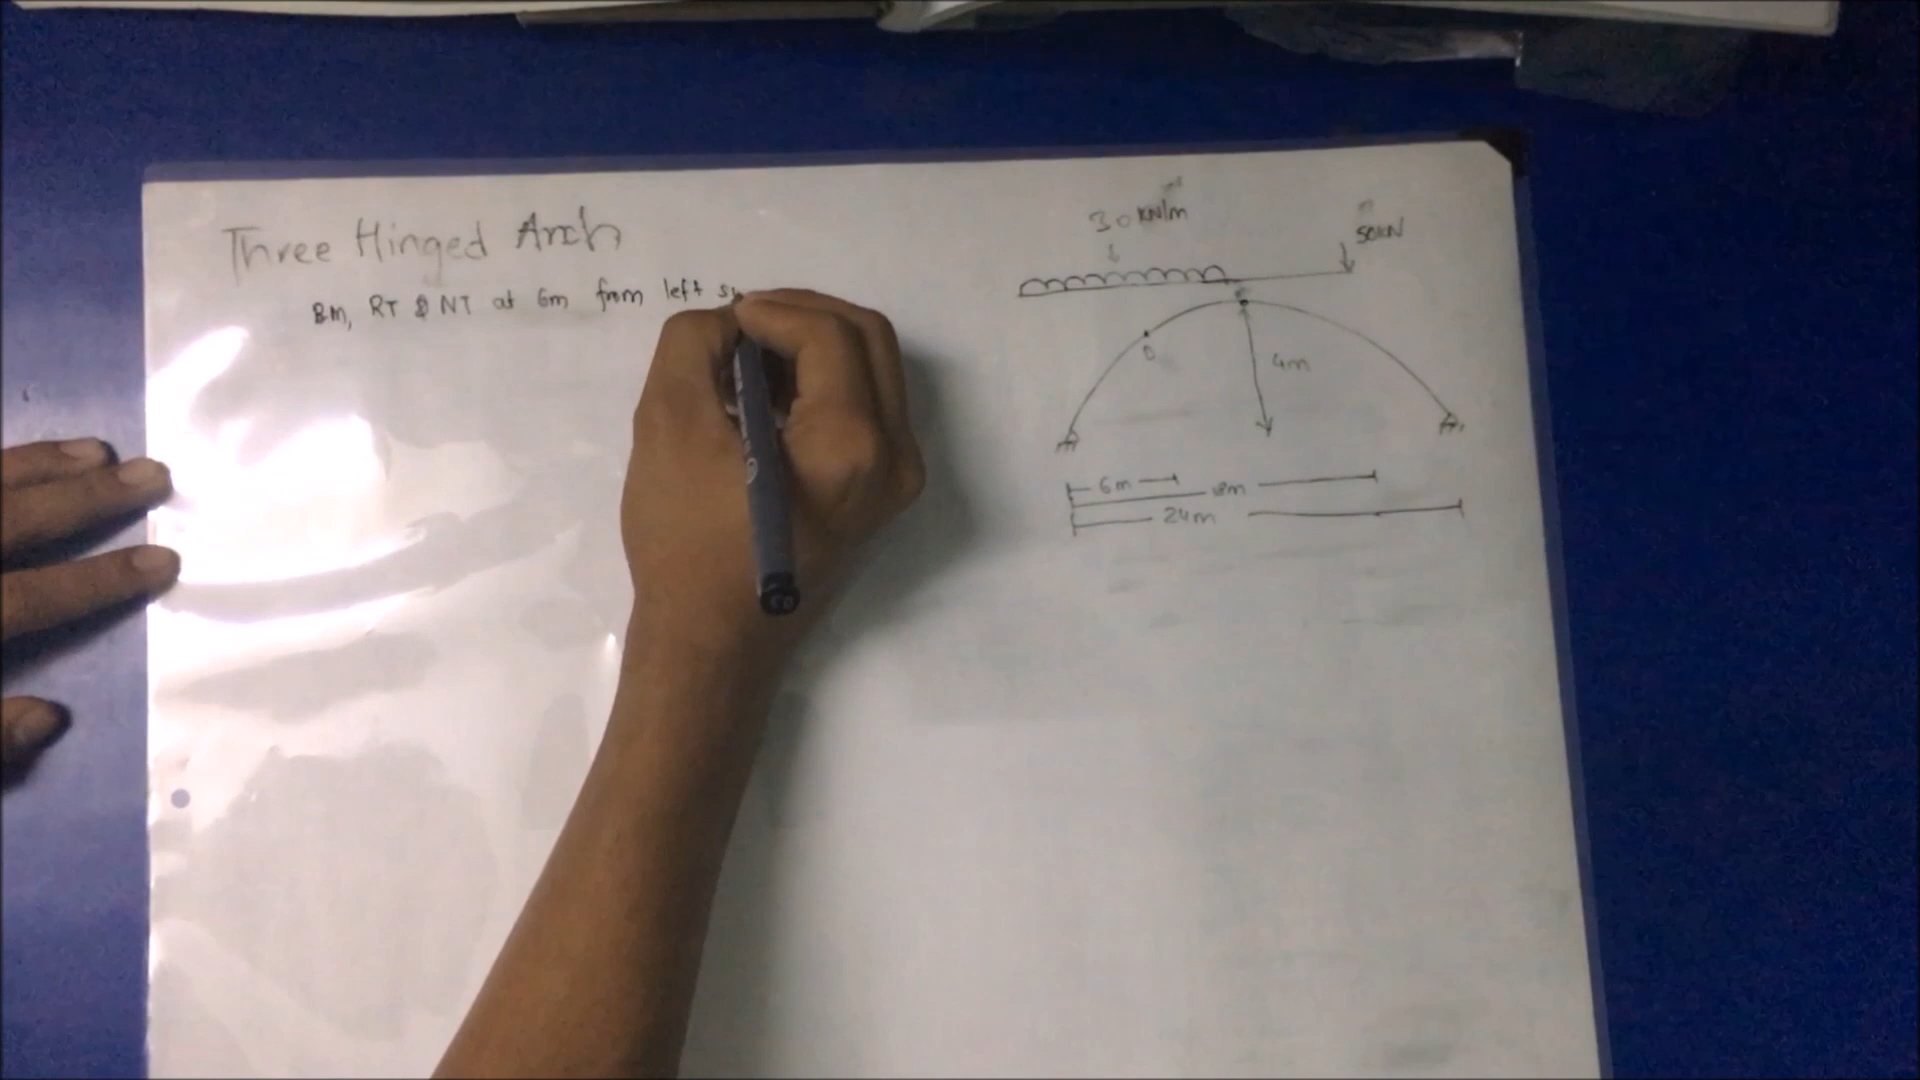 Three Hinged Arch
BM, RT & NT at 6m from left
30 KN/m
50KN
C
D
4m
6m
18m
24m